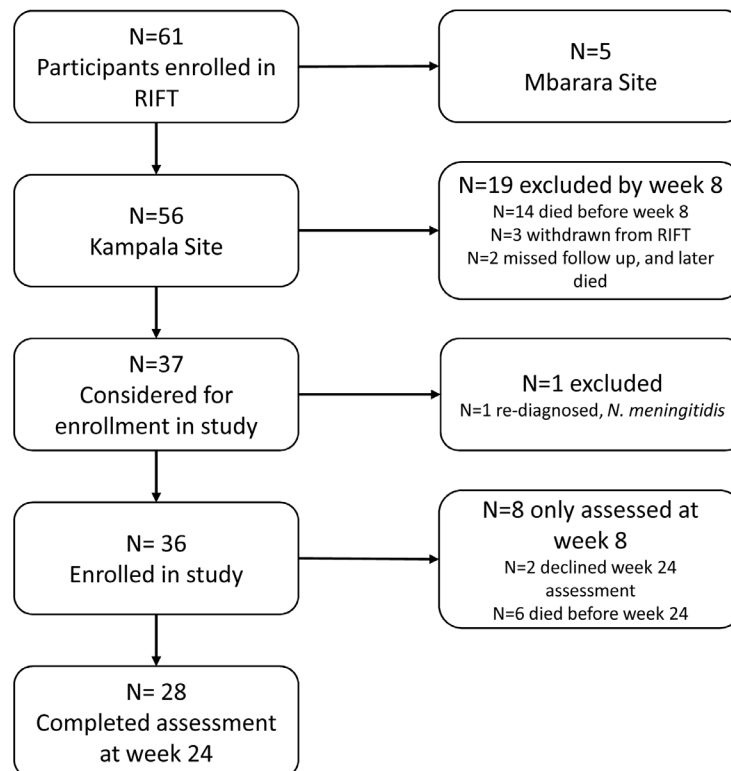 N=61
Participants enrolled in
RIFT
N=5
Mbarara Site
N=56
Kampala Site
N=19 excluded by week 8
N=14 died before week 8
N=3 withdrawn from RIFT
N=2 missed follow up, and later
died
N=37
Considered for
enrollment in study
N=1 excluded
N=1 re-diagnosed, N. meningitidis
N= 36
Enrolled in study
N=8 only assessed at
week 8
N=2 declined week 24
assessment
N=6 died before week 24
N= 28
Completed assessment
at week 24